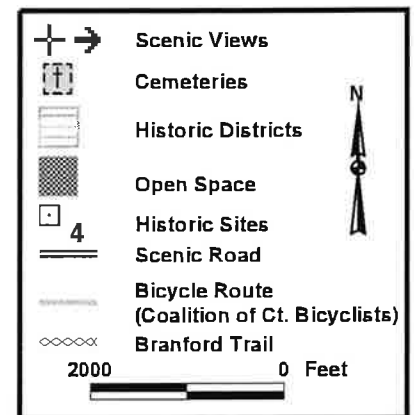 Scenic Views
Cemeteries
N
Historic Districts
Open Space
4 Historic Sites
Scenic Road
Bicycle Route
(Coalition of Ct. Bicyclists)
Branford Trail
2000 0 Feet